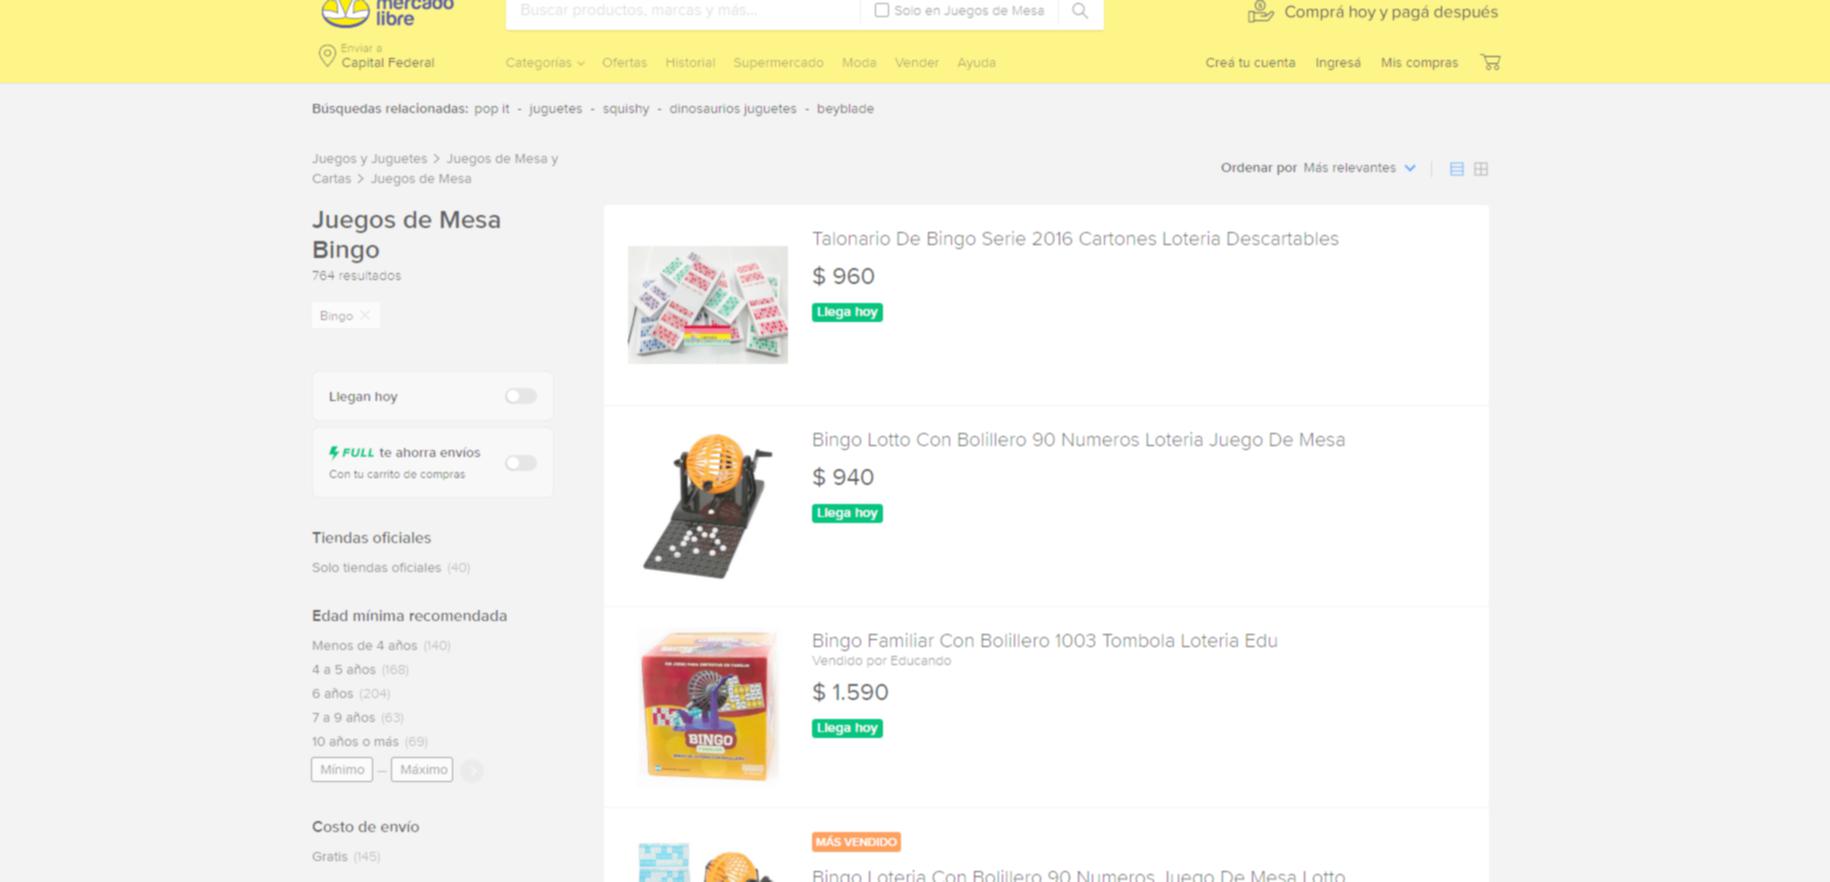 mercado
libre
Buscar productos, marcas y más...
Solo en Juegos de Mesa
Comprá hoy y pagá después
Enviar a
Capital Federal
Categorías Ofertas Historial Supermercado Moda Vender Ayuda
Creá tu cuenta Ingresá Mis compras
Búsquedas relacionadas: pop it - juguetes - squishy - dinosaurios juguetes - beyblade
Juegos y Juguetes > Juegos de Mesa y
Cartas > Juegos de Mesa
Ordenar por Más relevantes
Juegos de Mesa
Bingo
764 resultados
Bingo
Llegan hoy
FULL te ahorra envíos
Con tu carrito de compras
Tiendas oficiales
Solo tiendas oficiales (40)
Edad mínima recomendada
Menos de 4 años (140)
4 a 5 años (168)
6 años (204)
7 a 9 años (63)
10 años o más (69)
Mínimo — Máximo
Costo de envío
Gratis (145)
Talonario De Bingo Serie 2016 Cartones Loteria Descartables
$ 960
Llega hoy
Bingo Lotto Con Bolillero 90 Numeros Loteria Juego De Mesa
$ 940
Llega hoy
Bingo Familiar Con Bolillero 1003 Tombola Loteria Edu
Vendido por Educando
$ 1.590
Llega hoy
BINGO
MÁS VENDIDO
Bingo Loteria Con Bolillero 90 Numeros Juego De Mesa Lotto